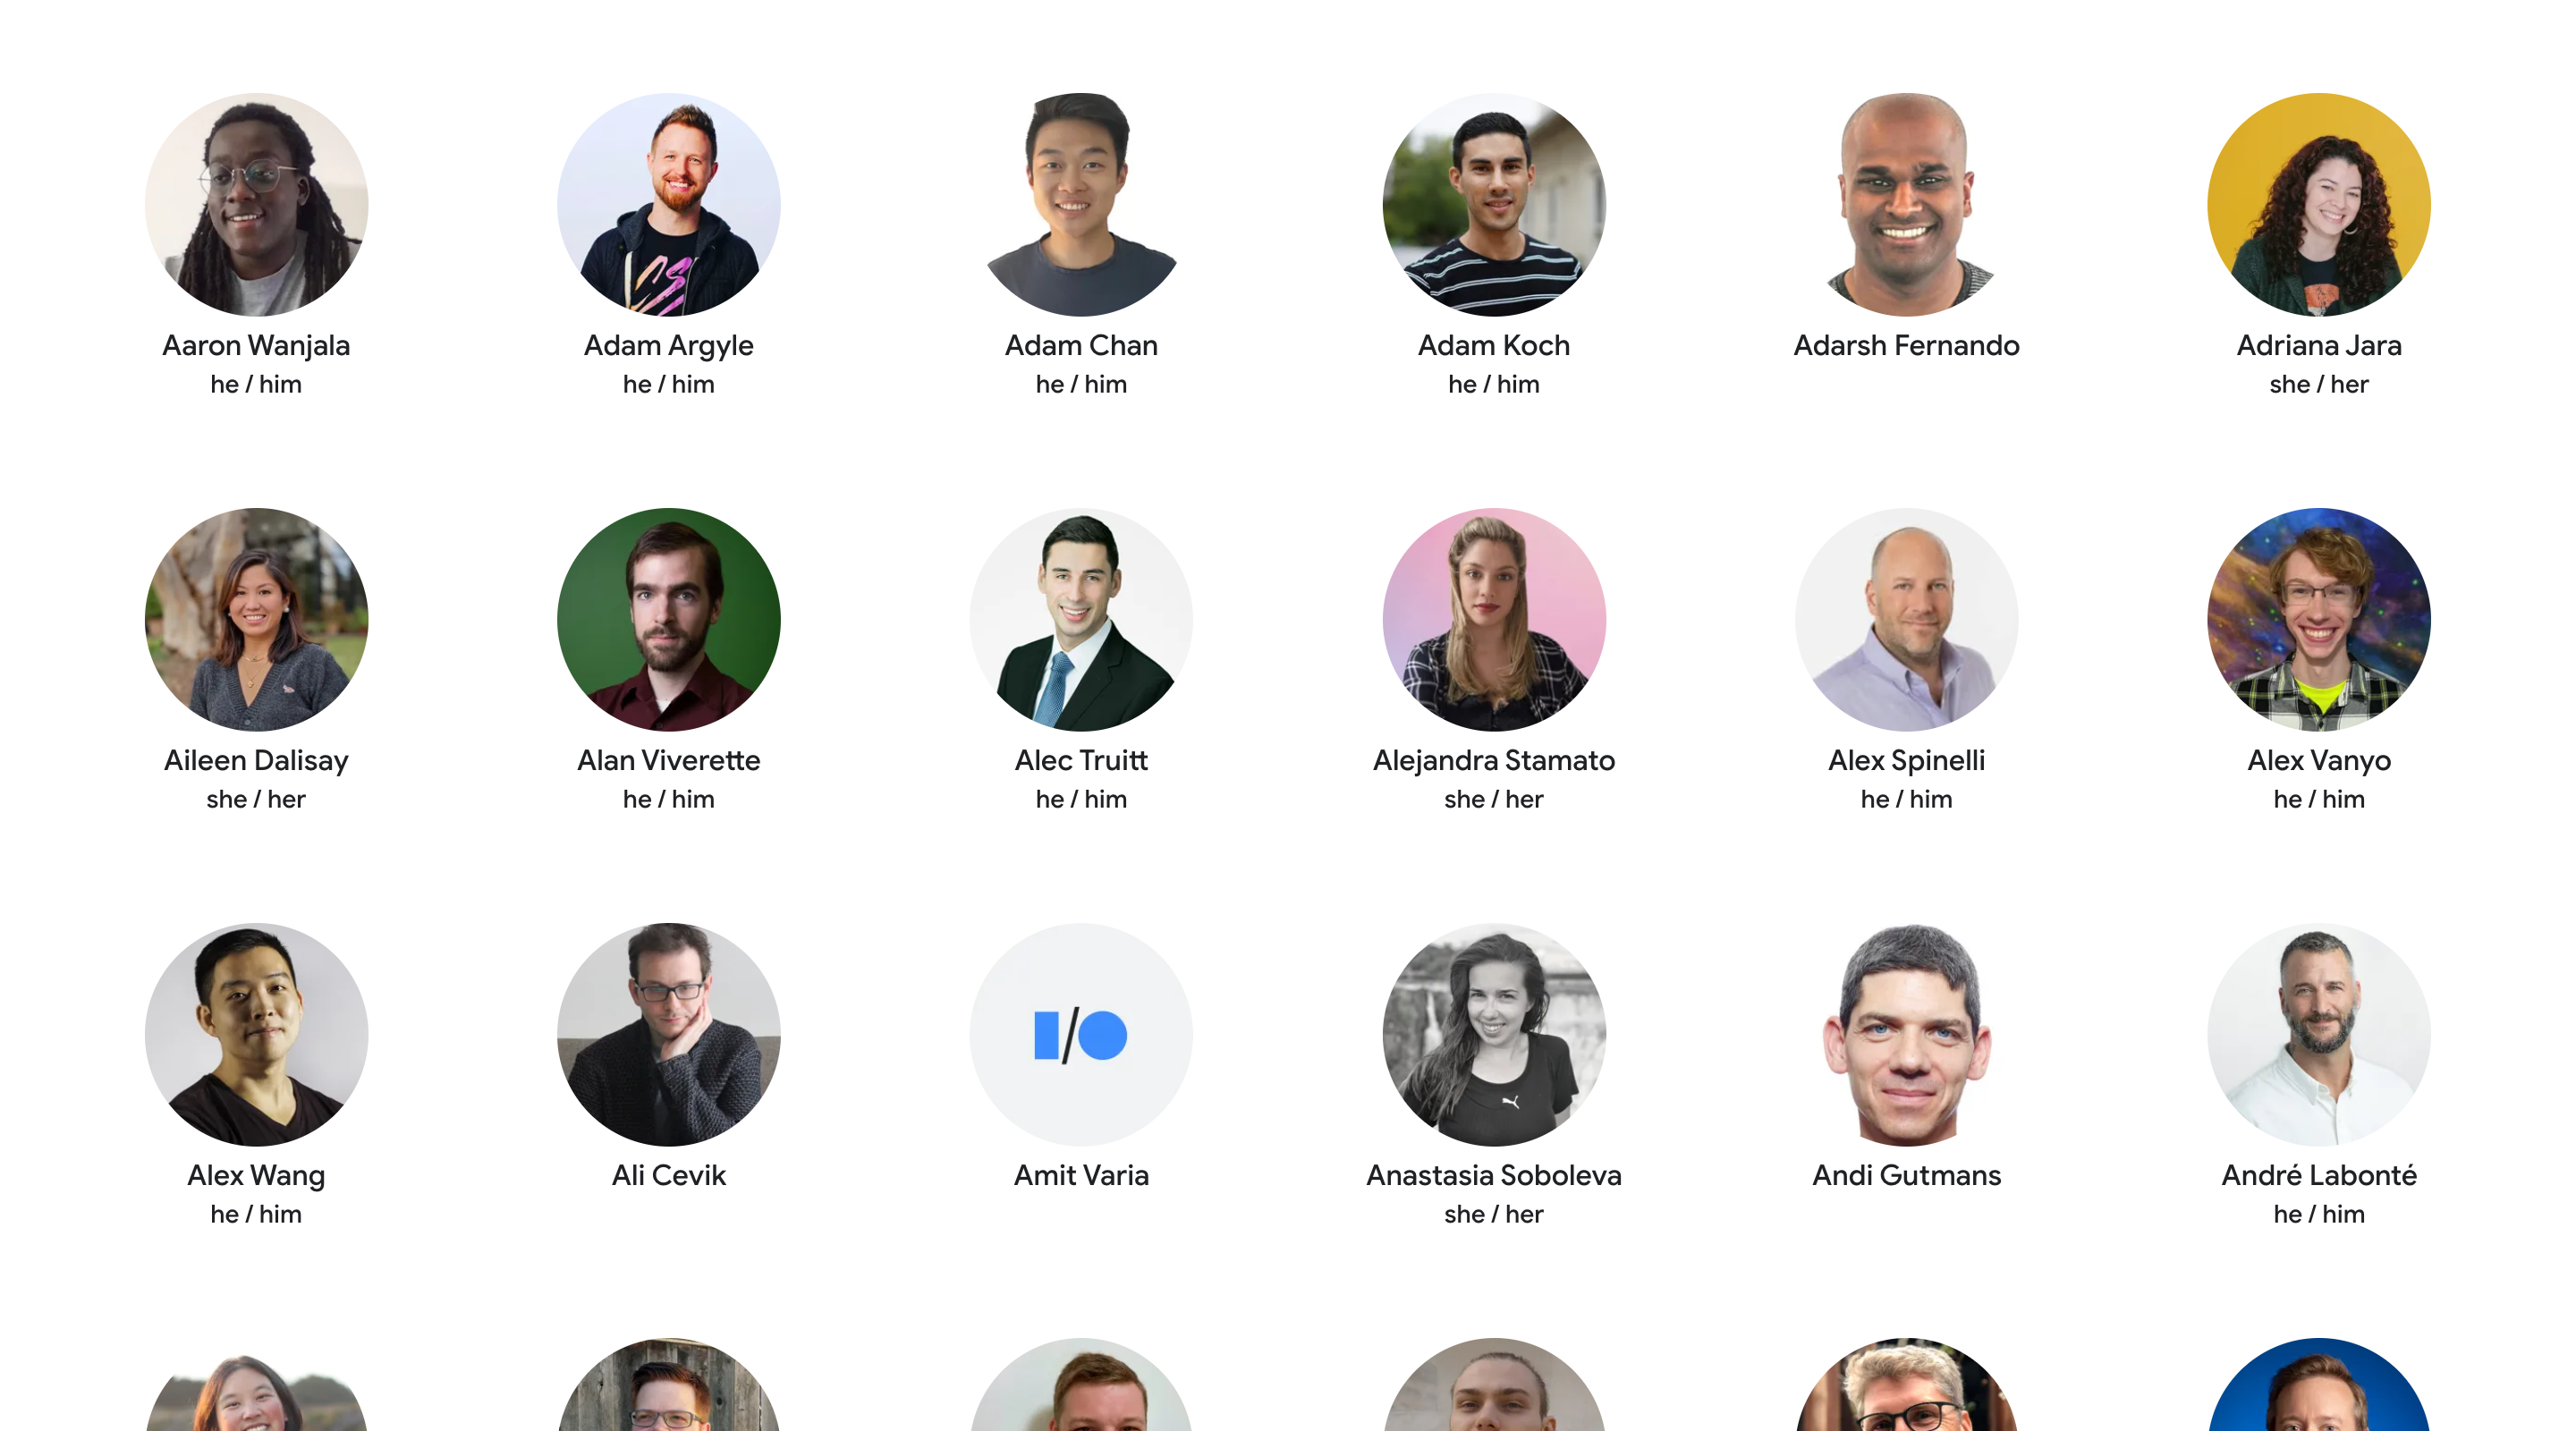 Aaron Wanjala
he / him
Adam Argyle
he / him
Adam Chan
he / him
Adam Koch
he / him
Adarsh Fernando
Adriana Jara
she / her
Aileen Dalisay
she / her
Alan Viverette
he / him
Alec Truitt
he / him
Alejandra Stamato
she / her
Alex Spinelli
he / him
Alex Vanyo
he / him
Alex Wang
he / him
Ali Cevik
I/O
Amit Varia
Anastasia Soboleva
she / her
Andi Gutmans
André Labonté
he / him